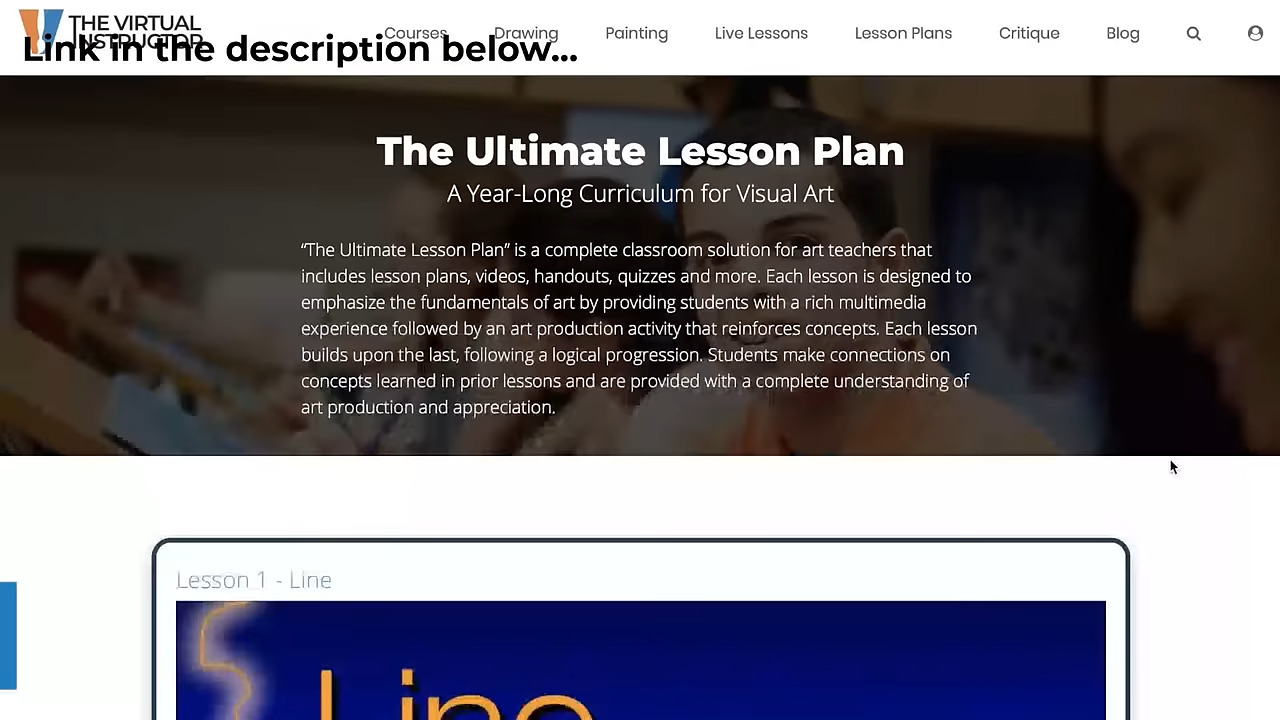 THE VIRTUAL
INSTRUCTOR
Link in the description below...
Courses
Drawing
Painting
Live Lessons
Lesson Plans
Critique
Blog
The Ultimate Lesson Plan
A Year-Long Curriculum for Visual Art
“The Ultimate Lesson Plan” is a complete classroom solution for art teachers that
includes lesson plans, videos, handouts, quizzes and more. Each lesson is designed to
emphasize the fundamentals of art by providing students with a rich multimedia
experience followed by an art production activity that reinforces concepts. Each lesson
builds upon the last, following a logical progression. Students make connections on
concepts learned in prior lessons and are provided with a complete understanding of
art production and appreciation.
Lesson 1 - Line
Line